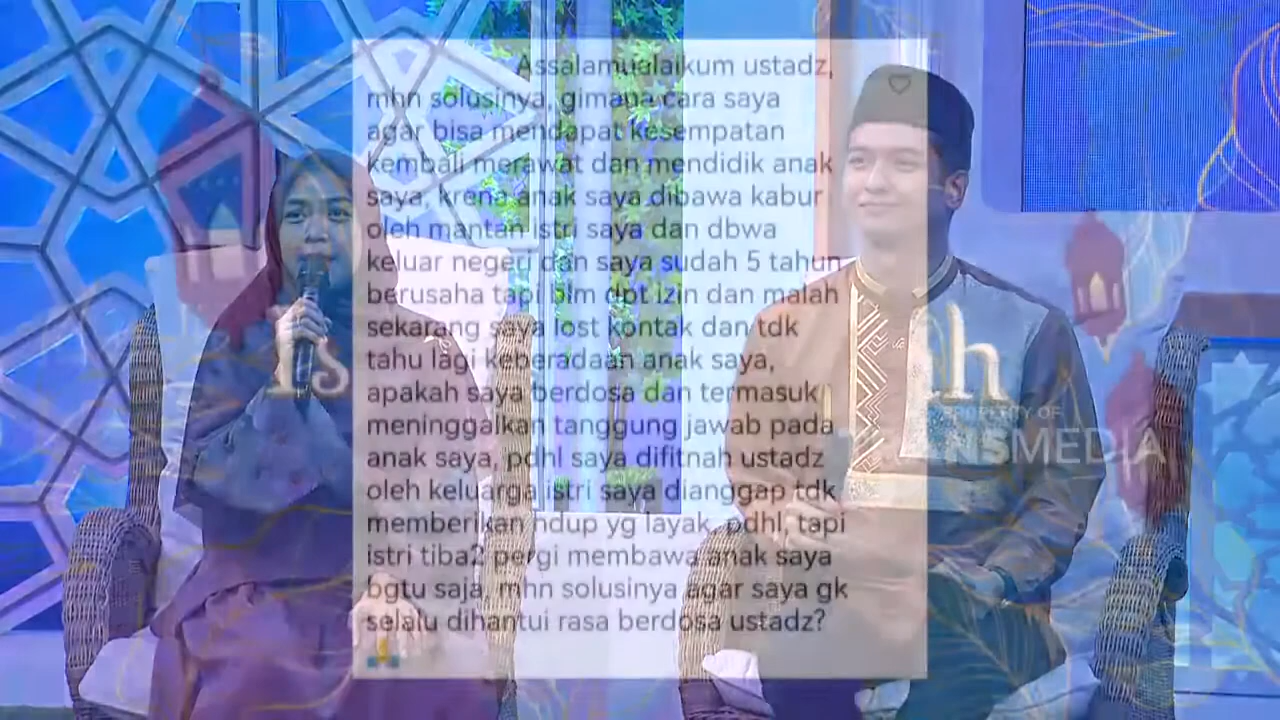 Assalamualaikum ustadz,
mhn solusinya, gimana cara saya
agar bisa mendapat kesempatan
kembali merawat dan mendidik anak
saya, krena anak saya dibawa kabur
oleh mantan istri saya dan dbwa
keluar negeri dan saya sudah 5 tahun
berusaha tapi blm dpt izin dan malah
sekarang saya lost kontak dan tdk
tahu lagi keberadaan anak saya,
apakah saya berdosa dan termasuk
meninggalkan tanggung jawab pada
anak saya, pdhl saya difitnah ustadz
oleh keluarga istri saya dianggap tdk
memberikan hdup yg layak, pdhl, tapi
istri tiba2 pergi membawa anak saya
bgtu saja, mhn solusinya agar saya gk
selalu dihantui rasa berdosa ustadz?
PROPERTY OF
TRANSMEDIA